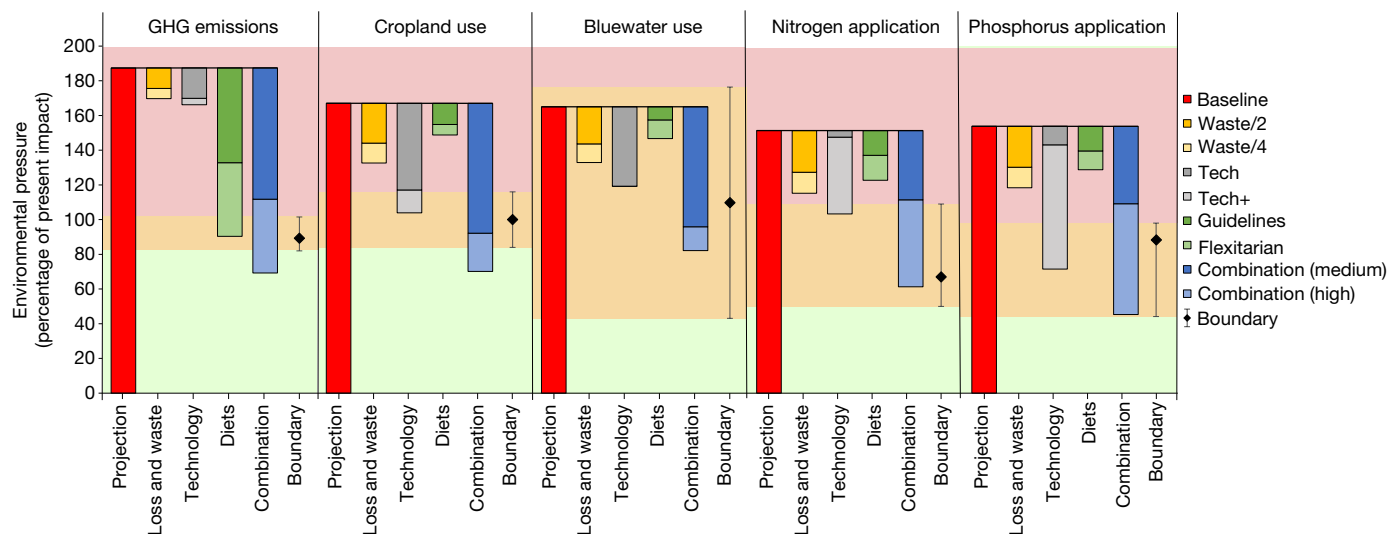 GHG emissions
Cropland use
Bluewater use
Nitrogen application
Phosphorus application
Environmental pressure
(percentage of present impact)
200
180
160
140
120
100
80
60
40
20
0
Projection
Loss and waste
Technology
Diets
Combination
Boundary
Projection
Loss and waste
Technology
Diets
Combination
Boundary
Projection
Loss and waste
Technology
Diets
Combination
Boundary
Projection
Loss and waste
Technology
Diets
Combination
Boundary
Projection
Loss and waste
Technology
Diets
Combination
Boundary
Baseline
Waste/2
Waste/4
Tech
Tech+
Guidelines
Flexitarian
Combination (medium)
Combination (high)
Boundary